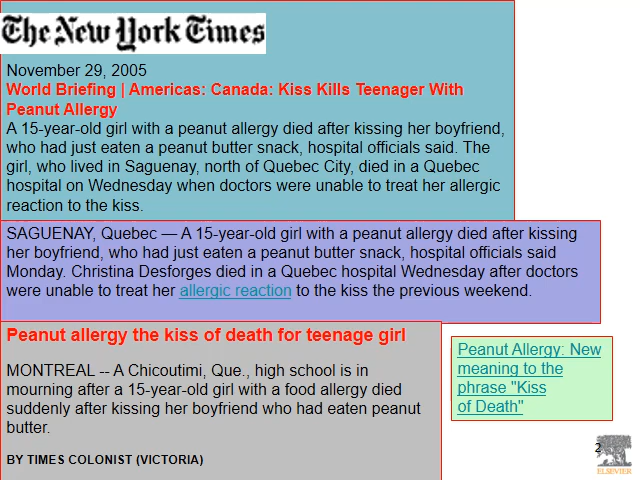 The New York Times
November 29, 2005
World Briefing | Americas: Canada: Kiss Kills Teenager With
Peanut Allergy
A 15-year-old girl with a peanut allergy died after kissing her boyfriend,
who had just eaten a peanut butter snack, hospital officials said. The
girl, who lived in Saguenay, north of Quebec City, died in a Quebec
hospital on Wednesday when doctors were unable to treat her allergic
reaction to the kiss.
SAGUENAY, Quebec — A 15-year-old girl with a peanut allergy died after kissing
her boyfriend, who had just eaten a peanut butter snack, hospital officials said
Monday. Christina Desforges died in a Quebec hospital Wednesday after doctors
were unable to treat her allergic reaction to the kiss the previous weekend.
Peanut allergy the kiss of death for teenage girl
MONTREAL -- A Chicoutimi, Que., high school is in
mourning after a 15-year-old girl with a food allergy died
suddenly after kissing her boyfriend who had eaten peanut
butter.
BY TIMES COLONIST (VICTORIA)
Peanut Allergy: New
meaning to the
phrase "Kiss
of Death"
2
ELSEVIER